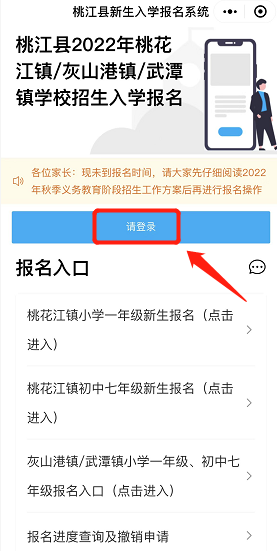 桃江县新生入学报名系统
桃江县2022年桃花
江镇/灰山港镇/武潭
镇学校招生入学报名
各位家长：现未到报名时间，请大家先仔细阅读2022
年秋季义务教育阶段招生工作方案后再进行报名操作
请登录
报名入口
桃花江镇小学一年级新生报名（点击
进入）
桃花江镇初中七年级新生报名（点击
进入）
灰山港镇/武潭镇小学一年级、初中七
年级报名入口（点击进入）
报名进度查询及撤销申请